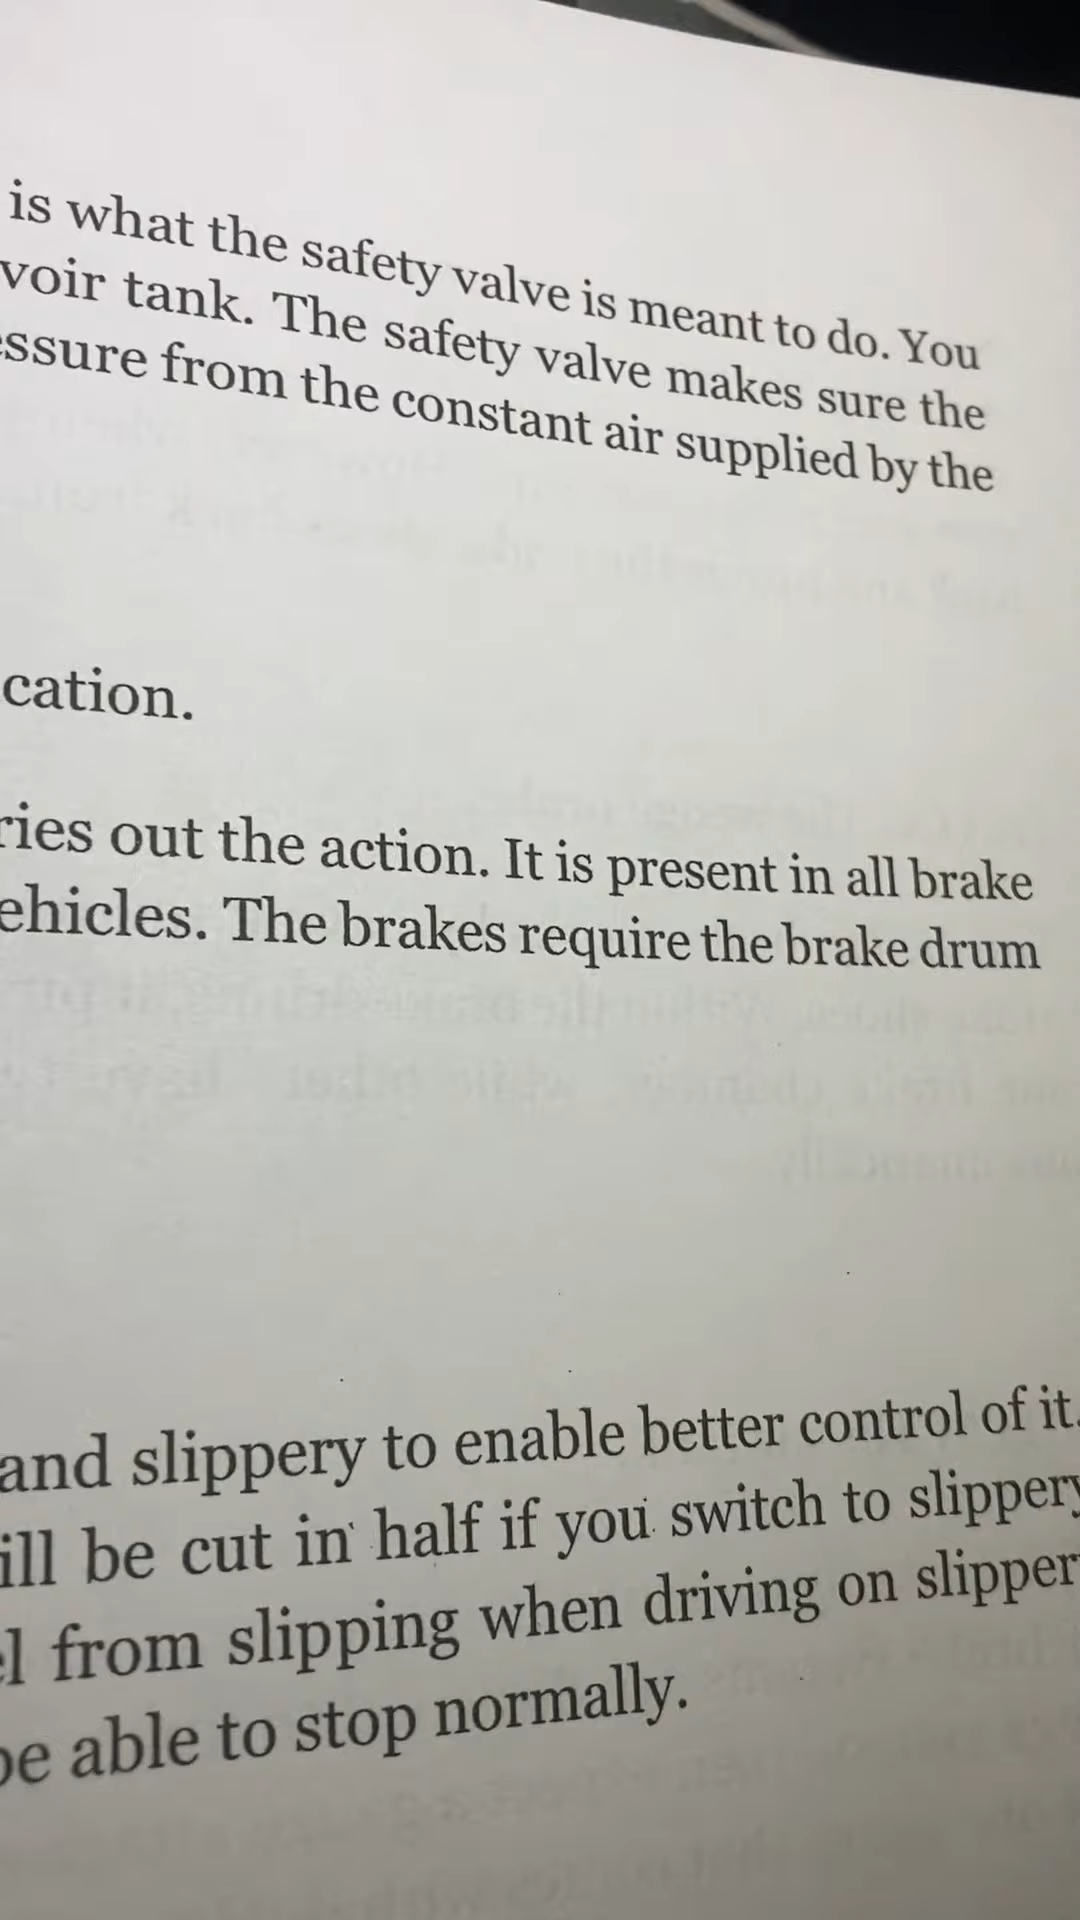 is what the safety valve is meant to do. You
voir tank. The safety valve makes sure the
ssure from the constant air supplied by the
cation.
ries out the action. It is present in all brake
ehicles. The brakes require the brake drum
and slippery to enable better control of it.
ill be cut in half if you switch to slippery
l from slipping when driving on slipper
be able to stop normally.